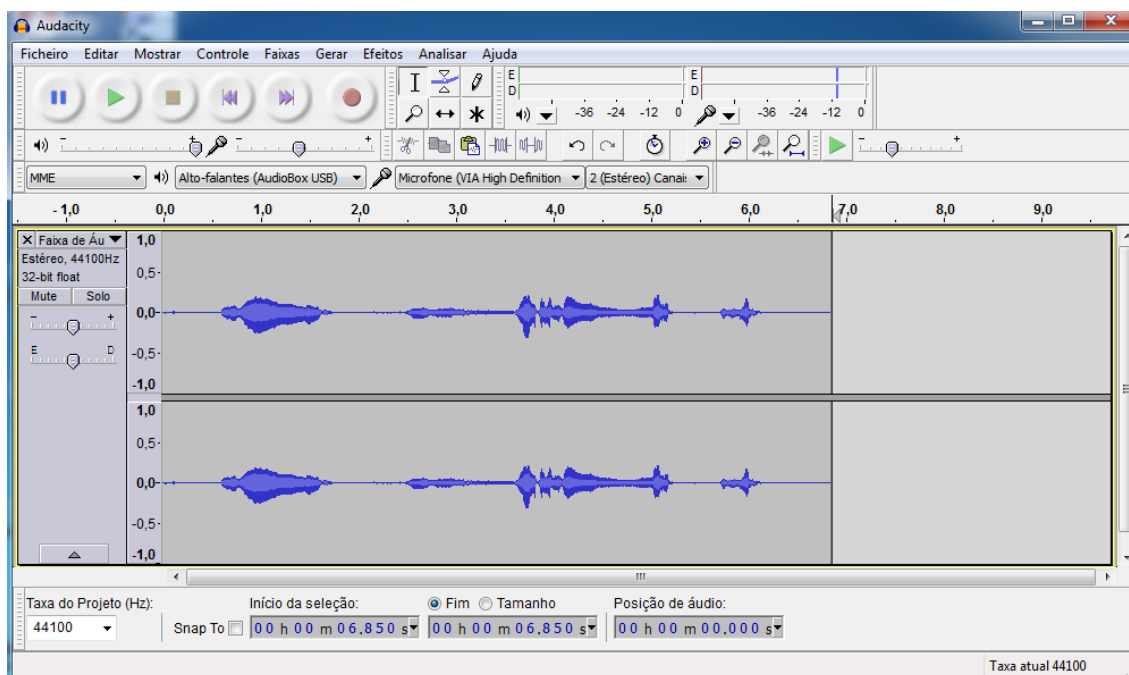 Audacity
Ficheiro Editar Mostrar Controle Faixas Gerar Efeitos Analisar Ajuda
E
D
-36 -24 -12 0
E
D
-36 -24 -12 0
- +
- +
- +
MME
Alto-falantes (AudioBox USB)
Microfone (VIA High Definition
2 (Estéreo) Canai:
- 1,0 0,0 1,0 2,0 3,0 4,0 5,0 6,0 7,0 8,0 9,0
X Faixa de Áu
Estéreo, 44100Hz
32-bit float
Mute Solo
- +
E D
1,0
0,5-
0,0-
-0,5-
-1,0
1,0
0,5-
0,0-
-0,5-
-1,0
Taxa do Projeto (Hz): Início da seleção: Fim Tamanho Posição de áudio:
44100 Snap To 00 h 00 m 06.850 s 00 h 00 m 06.850 s 00 h 00 m 00.000 s
Taxa atual 44100